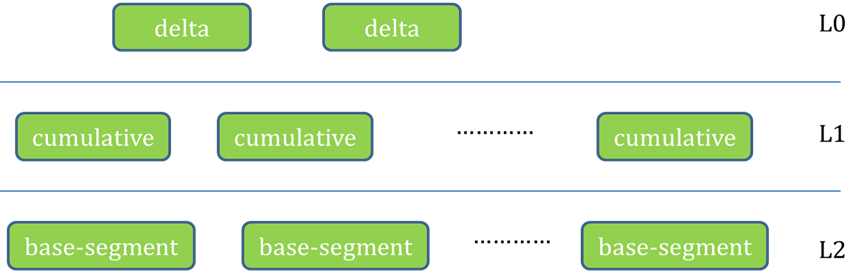 delta delta L0
cumulative cumulative ………… cumulative L1
base-segment base-segment ………… base-segment L2